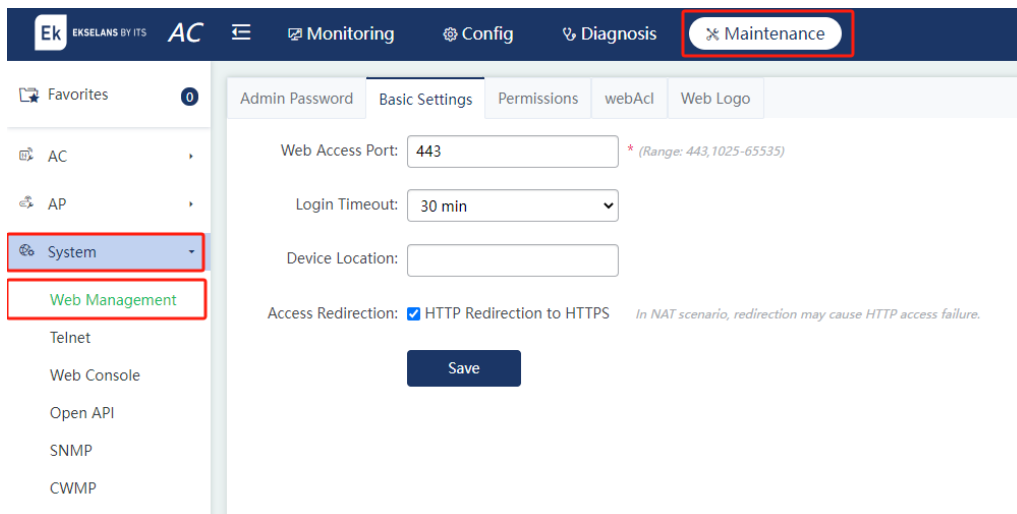 Ek EKSELANS BY ITS AC Monitoring Config Diagnosis Maintenance
Favorites 0
Admin Password Basic Settings Permissions webAcl Web Logo
Web Access Port: 443 * (Range: 443,1025-65535)
AC
Login Timeout: 30 min
AP
System
Device Location:
Web Management
Access Redirection: HTTP Redirection to HTTPS In NAT scenario, redirection may cause HTTP access failure.
Telnet
Save
Web Console
Open API
SNMP
CWMP